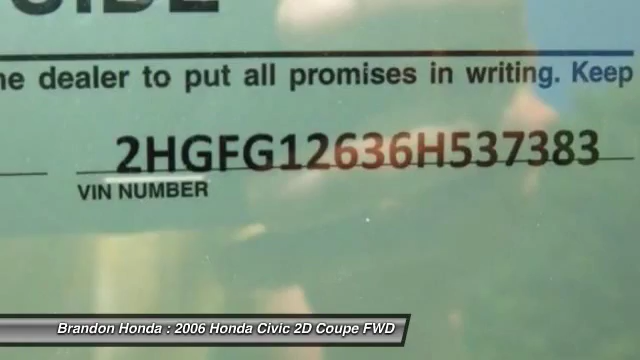 he dealer to put all promises in writing. Keep
2HGFG12636H537383
VIN NUMBER
Brandon Honda : 2006 Honda Civic 2D Coupe FWD